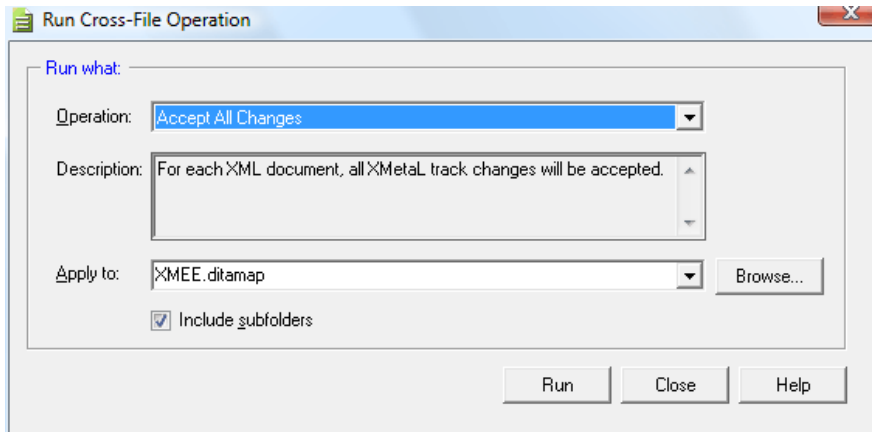 Run Cross-File Operation
Run what:
Operation: Accept All Changes
Description: For each XML document, all XMetaL track changes will be accepted.
Apply to: XMEE.ditamap Browse...
Include subfolders
Run Close Help